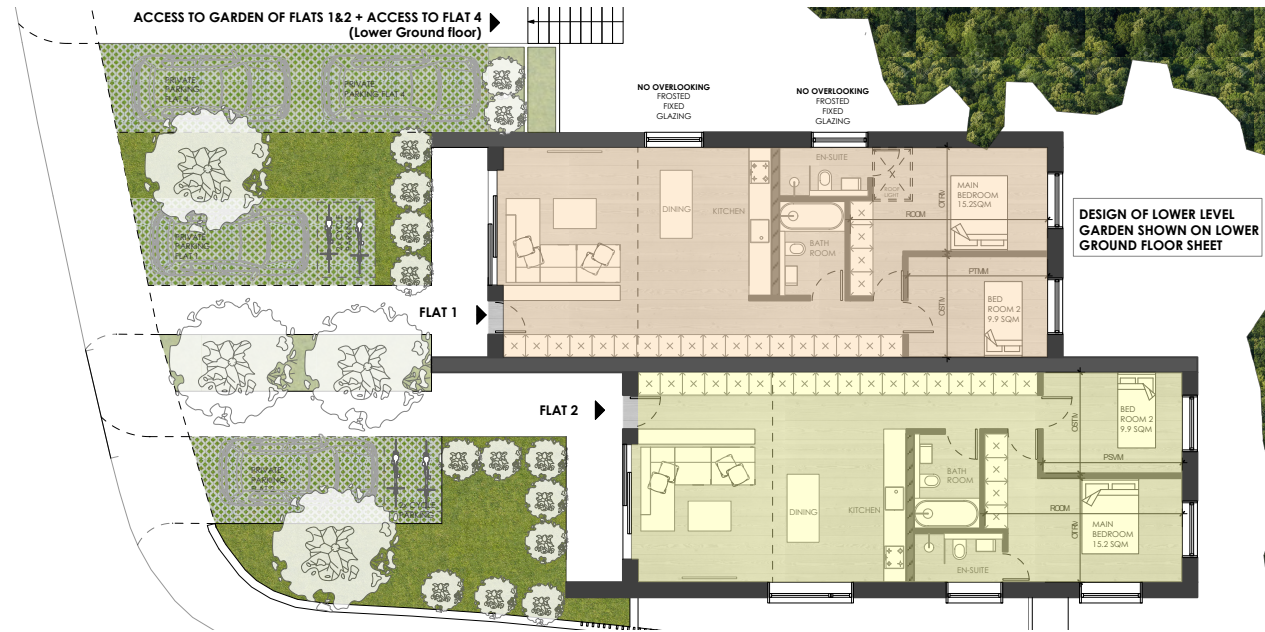 ACCESS TO GARDEN OF FLATS 1&2 + ACCESS TO FLAT 4
(Lower Ground floor)
PRIVATE
PARKING
PRIVATE
PARKING FLAT 4
NO OVERLOOKING
FROSTED
FIXED
GLAZING
NO OVERLOOKING
FROSTED
FIXED
GLAZING
EN-SUITE
ROOF
LIGHT
MAIN
BEDROOM
15.2SQM
ROOM
DINING
KITCHEN
BATH
ROOM
DESIGN OF LOWER LEVEL
GARDEN SHOWN ON LOWER
GROUND FLOOR SHEET
PRIVATE
PARKING
FLAT 1
CYCLE
PARKING
BED
ROOM 2
9.9 SQM
FLAT 1
FLAT 2
BED
ROOM 2
9.9 SQM
BATH
ROOM
ROOM
DINING
KITCHEN
MAIN
BEDROOM
15.2 SQM
EN-SUITE
PRIVATE
PARKING
CYCLE
PARKING